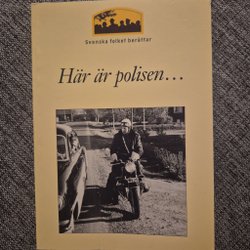 Svenska folket berättar
Här är polisen...